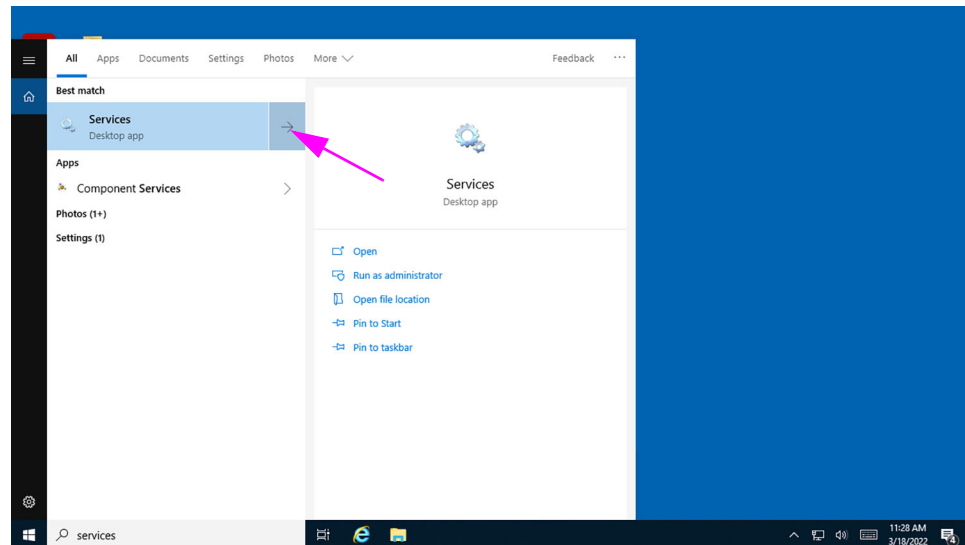 All Apps Documents Settings Photos More Feedback ...
Best match
Services
Desktop app
Apps
Component Services
Photos (1+)
Settings (1)
Services
Desktop app
Open
Run as administrator
Open file location
Pin to Start
Pin to taskbar
services
11:28 AM
3/18/2022
4